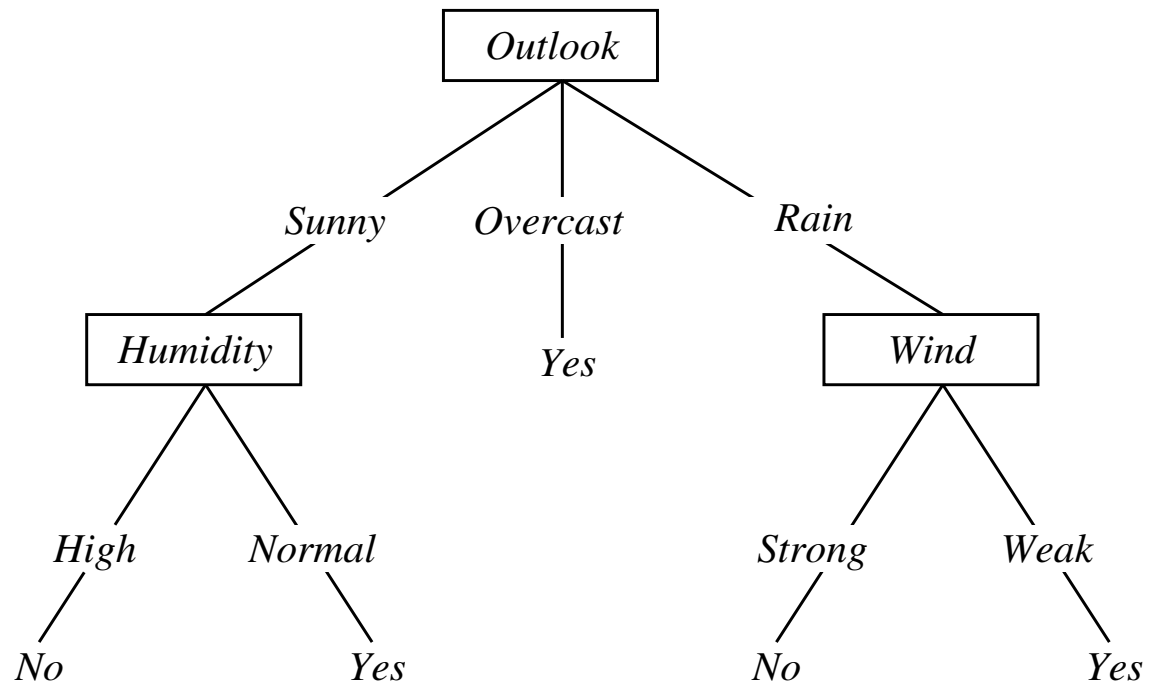 Outlook
Sunny Overcast Rain
Humidity Yes Wind
High Normal Strong Weak
No Yes No Yes